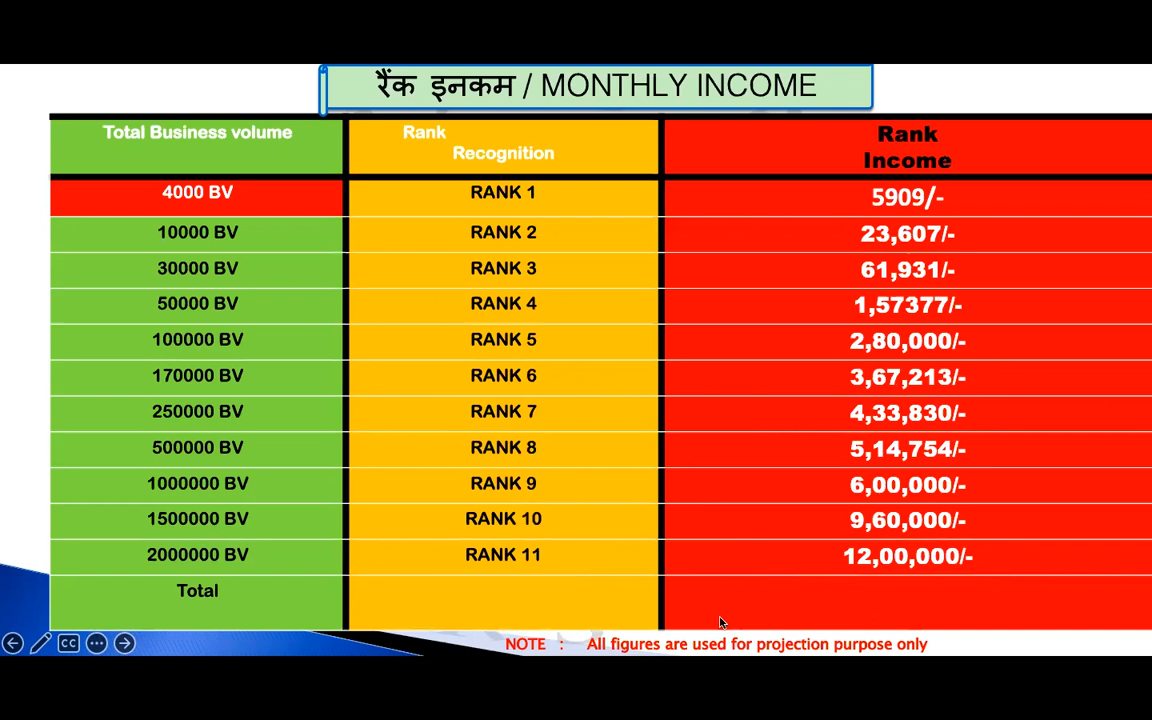 रैंक इनकम / MONTHLY INCOME
Total Business volume
Rank
Recognition
Rank
Income
4000 BV RANK 1 5909/-
10000 BV RANK 2 23,607/-
30000 BV RANK 3 61,931/-
50000 BV RANK 4 1,57377/-
100000 BV RANK 5 2,80,000/-
170000 BV RANK 6 3,67,213/-
250000 BV RANK 7 4,33,830/-
500000 BV RANK 8 5,14,754/-
1000000 BV RANK 9 6,00,000/-
1500000 BV RANK 10 9,60,000/-
2000000 BV RANK 11 12,00,000/-
Total
CC
NOTE : All figures are used for projection purpose only